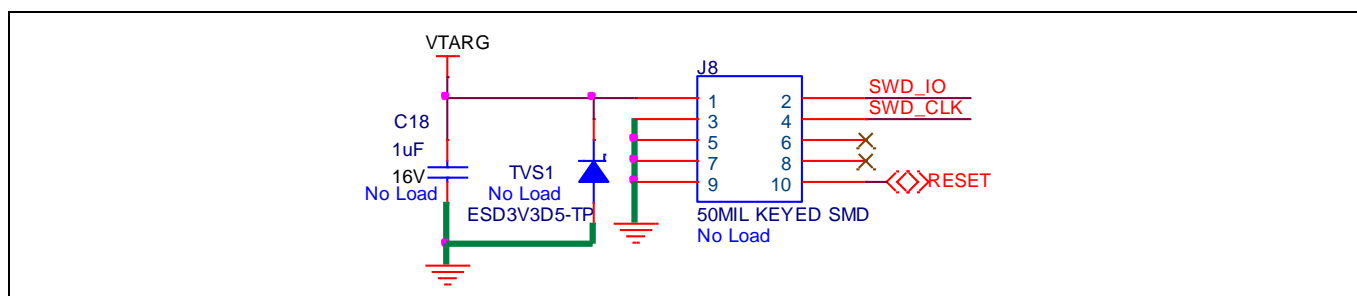 VTARG
J8
SWD_IO
1 2
SWD_CLK
3 4
C18
5 6
1uF
7 8
16V
TVS1
9 10
RESET
No Load
No Load
ESD3V3D5-TP
50MIL KEYED SMD
No Load